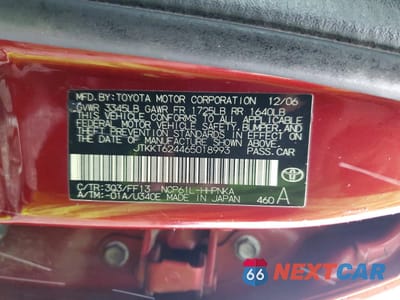 MFD.BY:TOYOTA MOTOR CORPORATION 12/06
GVWR 3345LB GAWR FR 1725LB RR 1640LB
THIS VEHICLE CONFORMS TO ALL APPLICABLE
FEDERAL MOTOR VEHICLE SAFETY, BUMPER, AND
THEFT PREVENTION STANDARDS IN EFFECT ON
THE DATE OF MANUFACTURE SHOWN ABOVE.
JTKKT624465018993 PASS.CAR
C/TR:3Q3/FF13 NCP61L-HHPNKA
A/TM:-01A/U340E MADE IN JAPAN 460 A
66 NEXTCAR